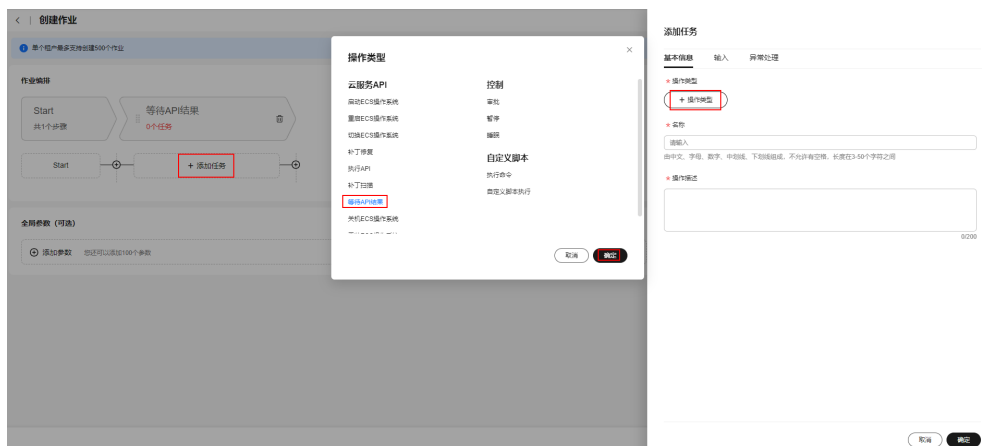 创建作业
单个租户最多支持创建500个作业
作业编排
Start
共1个步骤
等待API结果
0个任务
Start
+ 添加任务
全局参数（可选）
添加参数 您还可以添加100个参数
操作类型
云服务API
启动ECS操作系统
重启ECS操作系统
切换ECS操作系统
补丁修复
执行API
补丁扫描
等待API结果
关机ECS操作系统
控制
审批
暂停
睡眠
自定义脚本
执行命令
自定义脚本执行
取消 确定
添加任务
基本信息 输入 异常处理
* 操作类型
+ 操作类型
* 名称
请输入
由中文、字母、数字、中划线、下划线组成，不允许有空格，长度在3-50个字符之间
* 操作描述
0/200
取消 确定